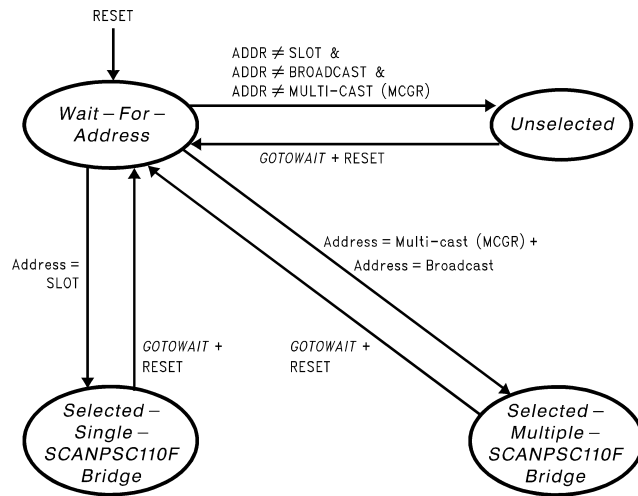 RESET
ADDR ≠ SLOT &
ADDR ≠ BROADCAST &
ADDR ≠ MULTI-CAST (MCGR)
Wait – For –
Address
Unselected
GOTOWAIT + RESET
Address = Multi-cast (MCGR) +
Address = Broadcast
Address =
SLOT
GOTOWAIT +
RESET
GOTOWAIT +
RESET
Selected –
Single –
SCANPSC110F
Bridge
Selected –
Multiple –
SCANPSC110F
Bridge